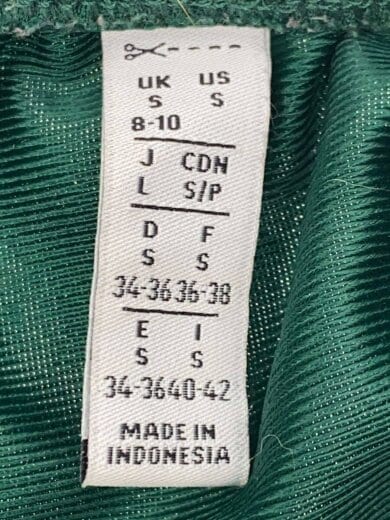 UK US
S S
8-10
J CDN
L S/P
D F
S S
34-36 36-38
E I
S S
34-36 40-42
MADE IN
INDONESIA